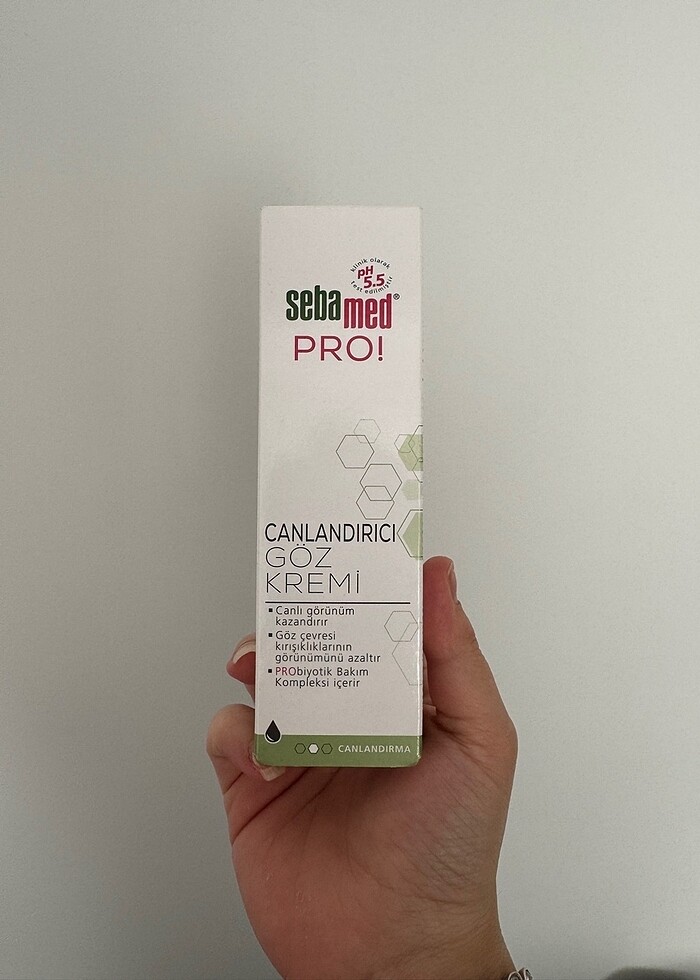 klinik olarak
pH
5.5
test edilmiştir
sebamed®
PRO!
CANLANDIRICI
GÖZ
KREMİ
▪ Canlı görünüm
kazandırır
▪ Göz çevresi
kırışıklıklarının
görünümünü azaltır
▪ PRObiyotik Bakım
Kompleksi içerir
CANLANDIRMA